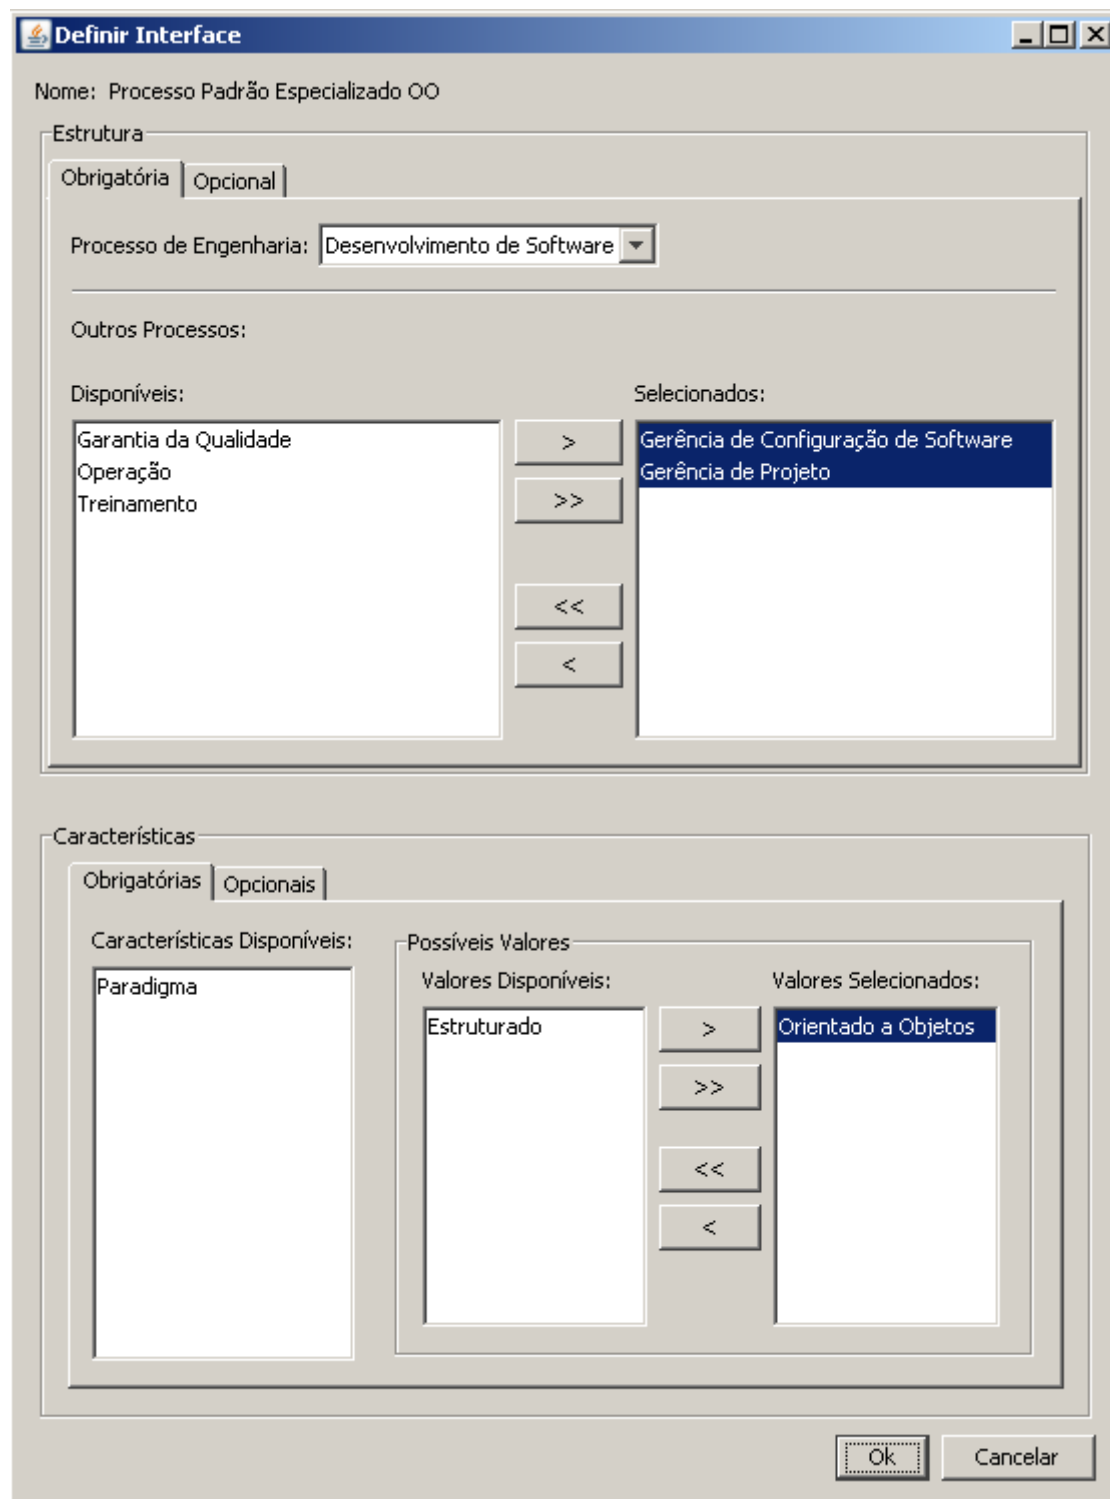 Definir Interface
Nome: Processo Padrão Especializado OO
Estrutura
Obrigatória Opcional
Processo de Engenharia: Desenvolvimento de Software
Outros Processos:
Disponíveis: Selecionados:
Garantia da Qualidade
Operação
Treinamento
>
>>
<<
<
Gerência de Configuração de Software
Gerência de Projeto
Características
Obrigatórias Opcionais
Características Disponíveis:
Paradigma
Possíveis Valores
Valores Disponíveis: Valores Selecionados:
Estruturado
>
>>
<<
<
Orientado a Objetos
Ok Cancelar